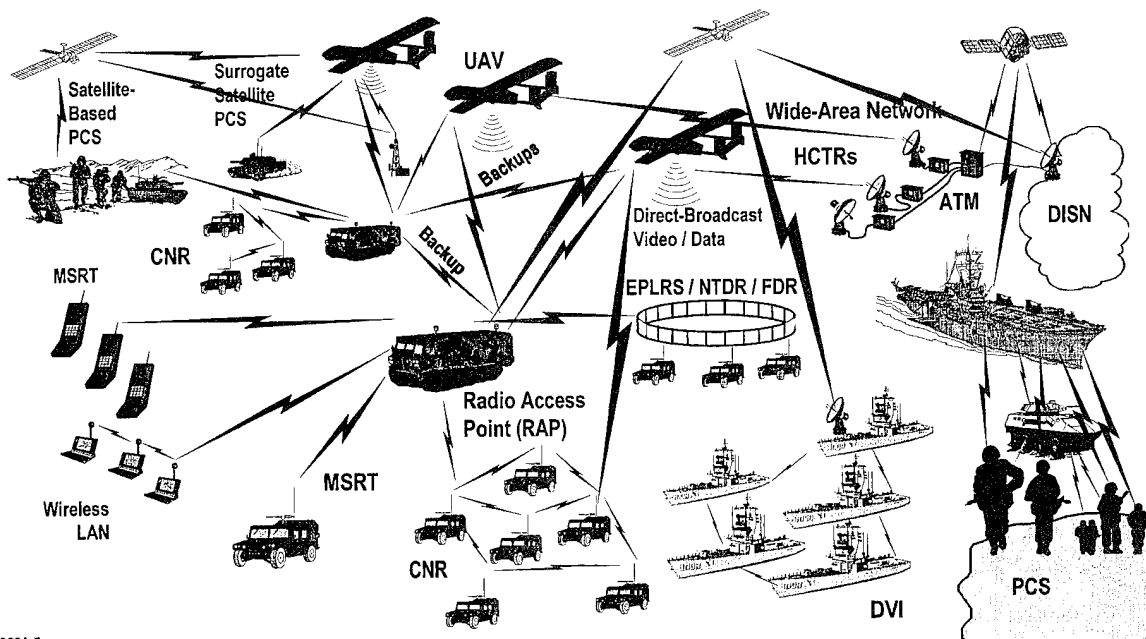 Satellite-
Based
PCS
Surrogate
Satellite
PCS
UAV
Wide-Area Network
HCTRs
ATM
DISN
Backups
Direct-Broadcast
Video / Data
CNR
Backup
MSRT
EPLRS / NTDR / FDR
Radio Access
Point (RAP)
MSRT
Wireless
LAN
CNR
DVI
PCS